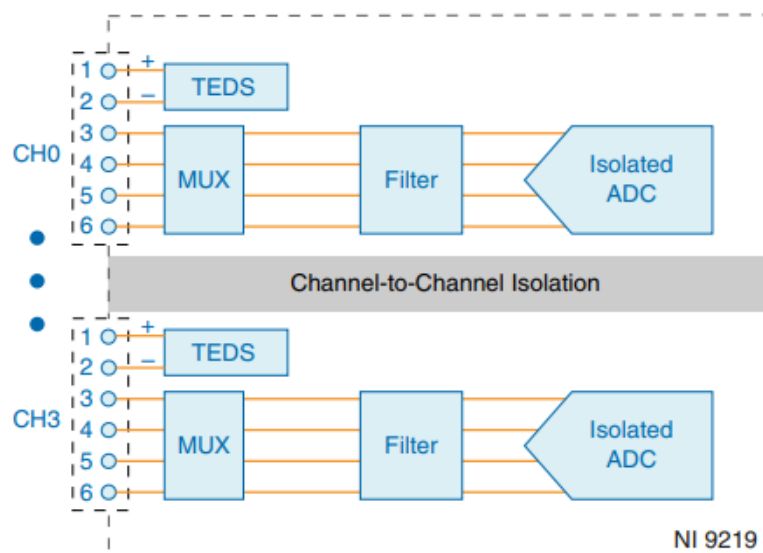 1 +
TEDS
2 −
3
CH0
4
MUX
Filter
Isolated
ADC
5
6
Channel-to-Channel Isolation
1 +
TEDS
2 −
3
CH3
4
MUX
Filter
Isolated
ADC
5
6
NI 9219